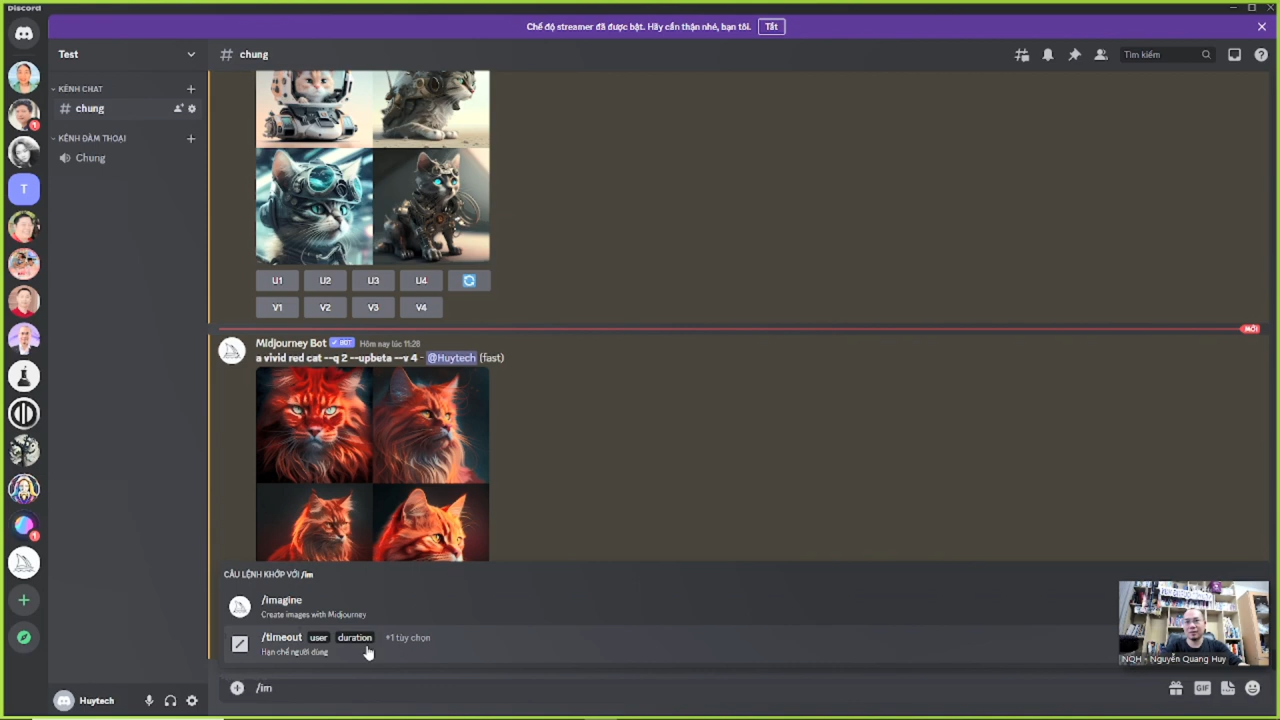 Discord
Chế độ streamer đã được bật. Hãy cẩn thận nhé, bạn tôi.
Tắt
Test
# chung
Tìm kiếm
KÊNH CHAT
# chung
KÊNH ĐÀM THOẠI
Chung
T
U1 U2 U3 U4
V1 V2 V3 V4
MỚI
Midjourney Bot ✓ BOT Hôm nay lúc 11:28
a vivid red cat --q 2 --upbeta --v 4 - @Huytech (fast)
CÂU LỆNH KHỚP VỚI /im
/imagine
Create images with Midjourney
/timeout user duration +1 tùy chọn
Hạn chế người dùng
/im
GIF
NQH - Nguyễn Quang Huy
Huytech
1
1